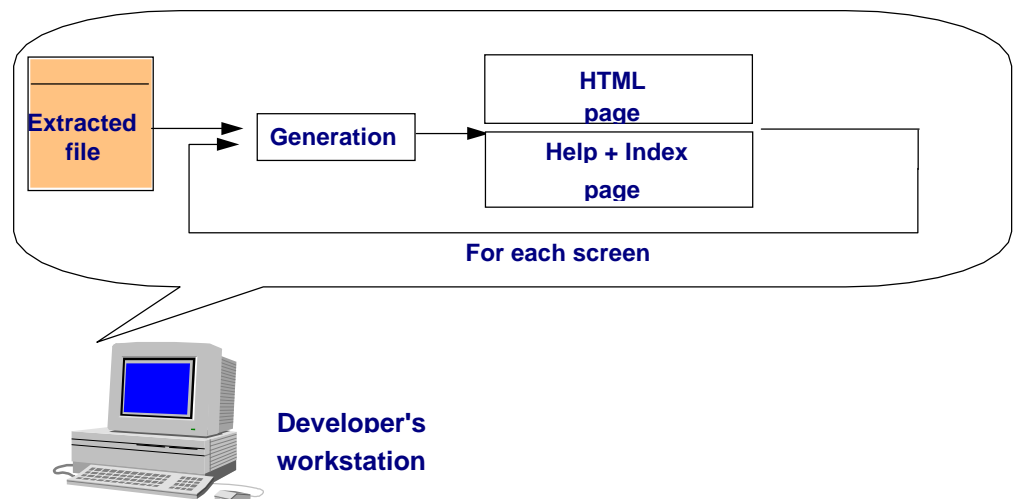 HTML
page
Extracted
file
Generation
Help + Index
page
For each screen
Developer's
workstation